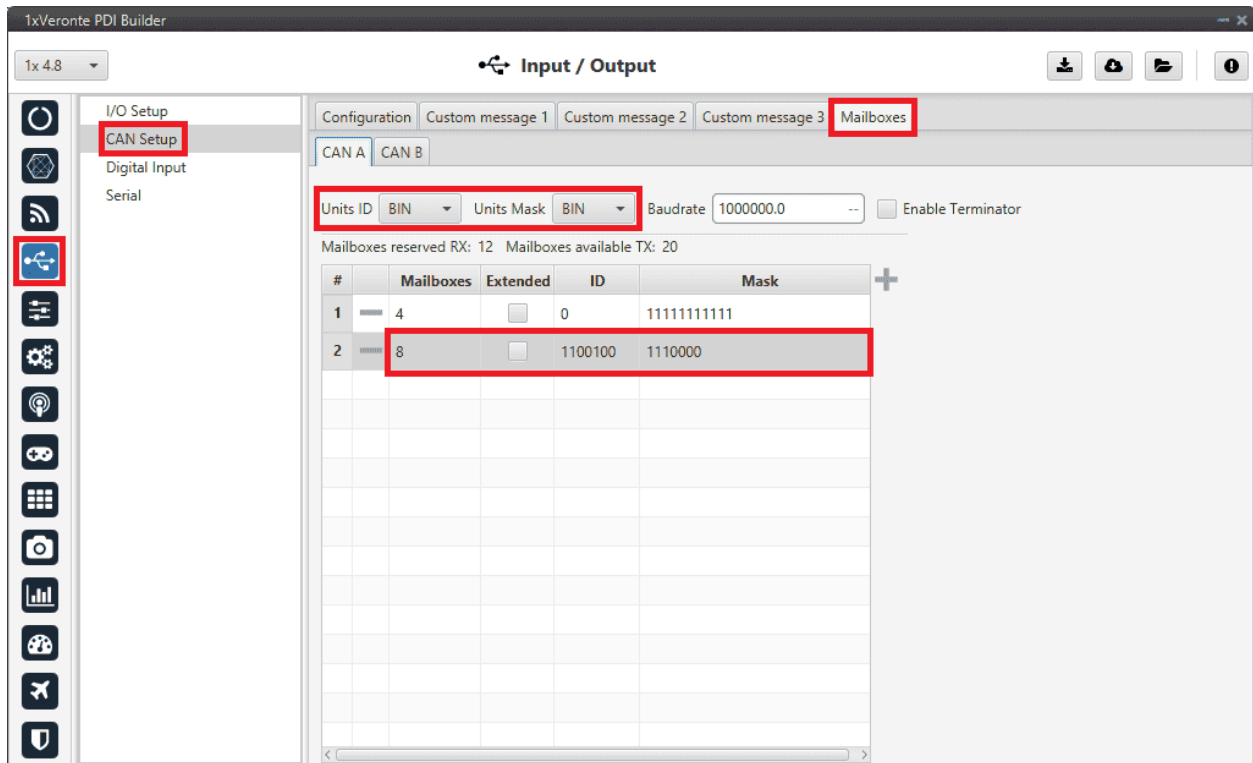 1xVeronte PDI Builder
1x 4.8
Input / Output
I/O Setup
CAN Setup
Digital Input
Serial
Configuration Custom message 1 Custom message 2 Custom message 3 Mailboxes
CAN A CAN B
Units ID BIN Units Mask BIN Baudrate 1000000.0 -- Enable Terminator
Mailboxes reserved RX: 12 Mailboxes available TX: 20
# Mailboxes Extended ID Mask
1 4 0 11111111111
2 8 1100100 1110000